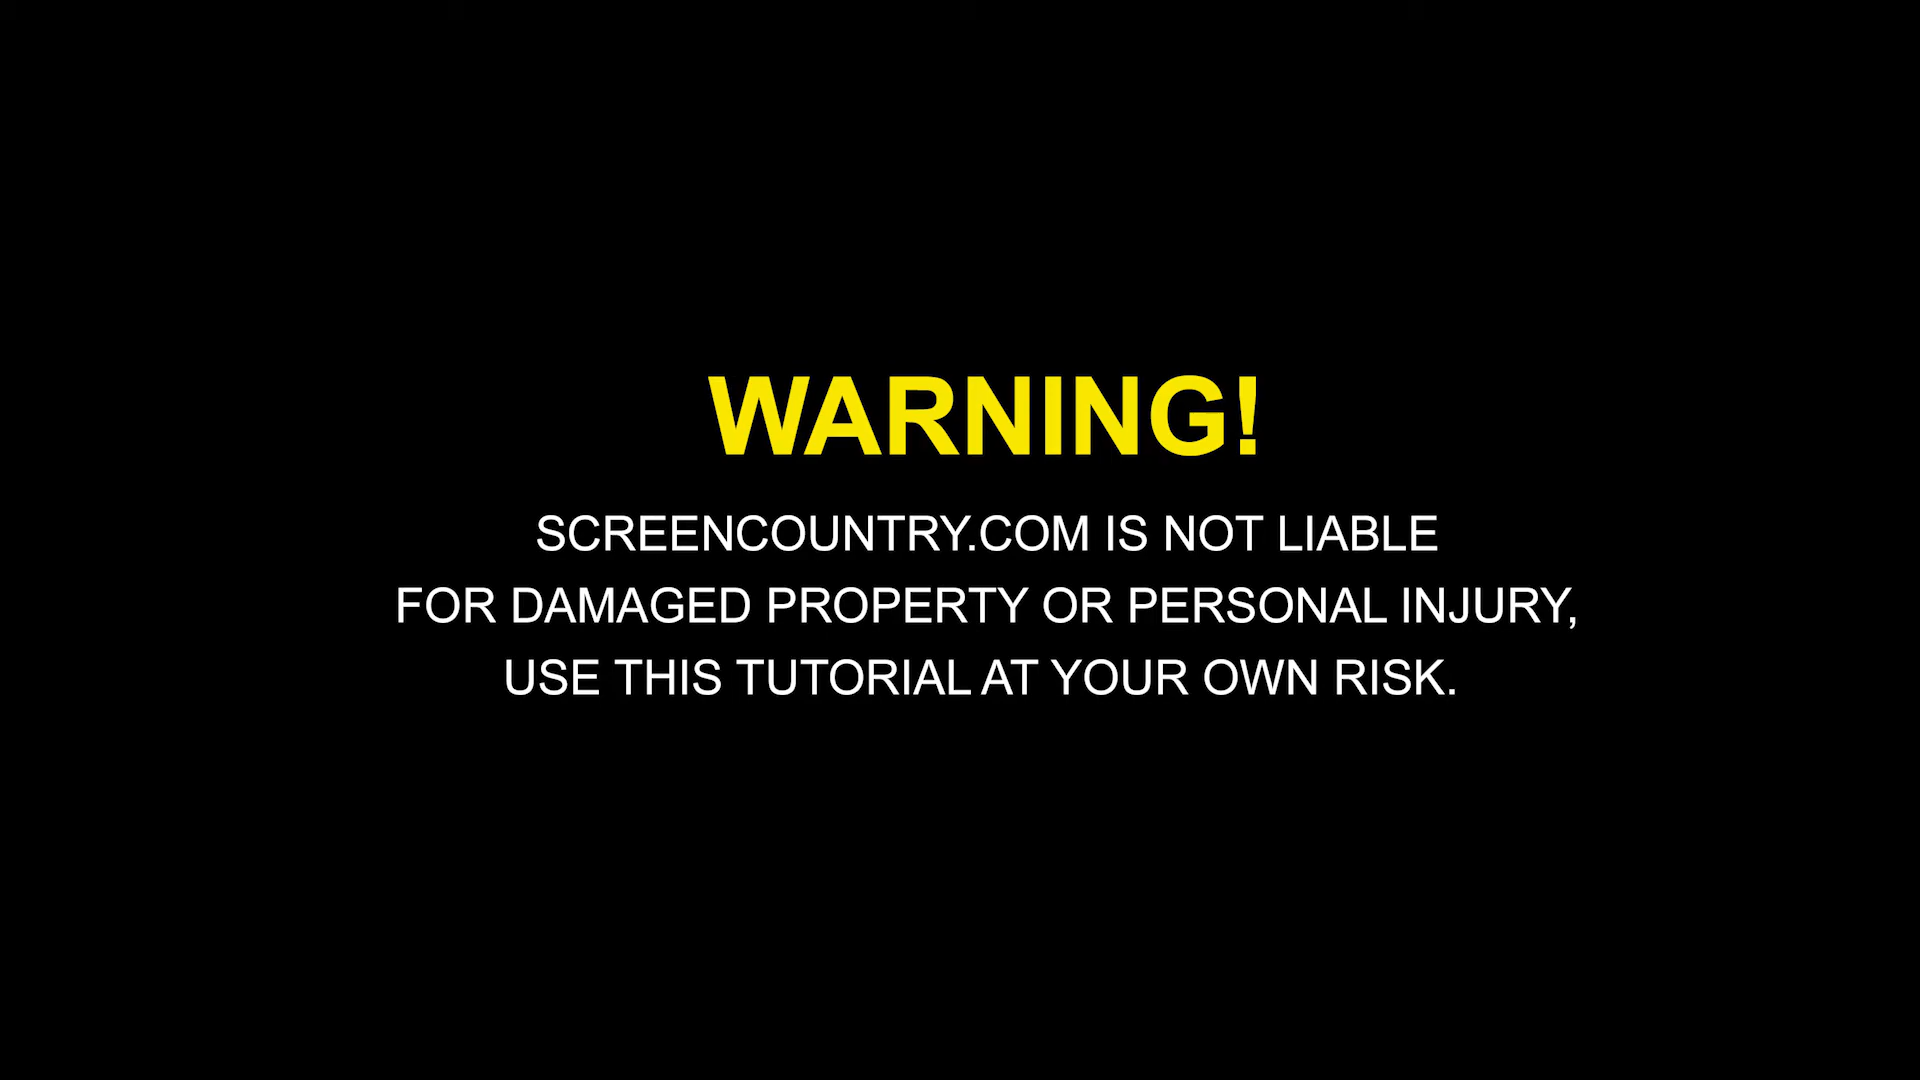 WARNING!
SCREENCOUNTRY.COM IS NOT LIABLE
FOR DAMAGED PROPERTY OR PERSONAL INJURY,
USE THIS TUTORIAL AT YOUR OWN RISK.